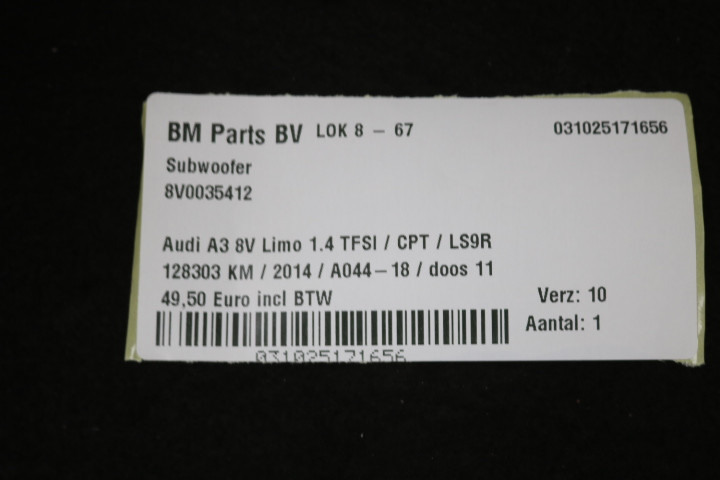 BM Parts BV LOK 8 - 67 031025171656
Subwoofer
8V0035412
Audi A3 8V Limo 1.4 TFSI / CPT / LS9R
128303 KM / 2014 / A044-18 / doos 11
49,50 Euro incl BTW Verz: 10
Aantal: 1
031025171656